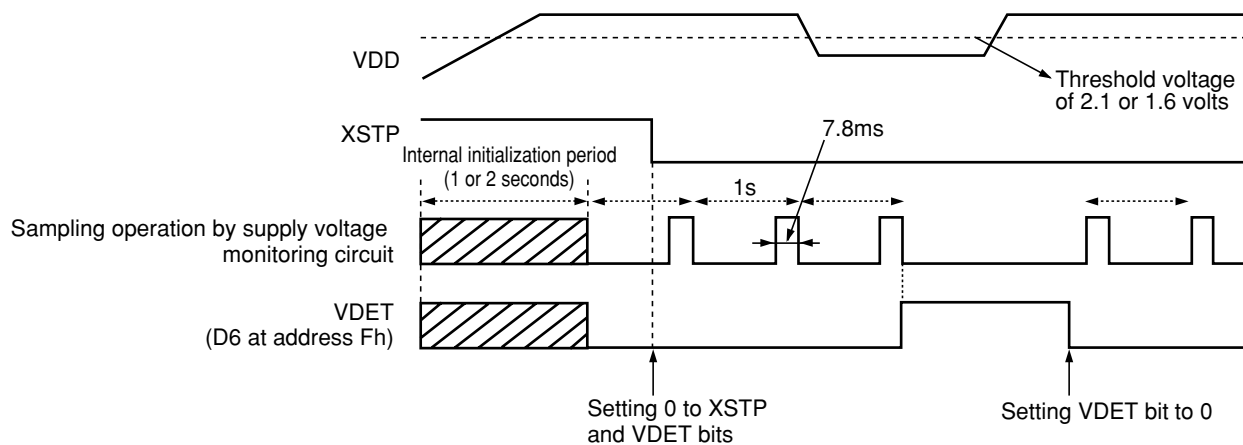 VDD
Threshold voltage
of 2.1 or 1.6 volts
XSTP
7.8ms
Internal initialization period
(1 or 2 seconds)
1s
Sampling operation by supply voltage
monitoring circuit
VDET
(D6 at address Fh)
Setting 0 to XSTP
and VDET bits
Setting VDET bit to 0